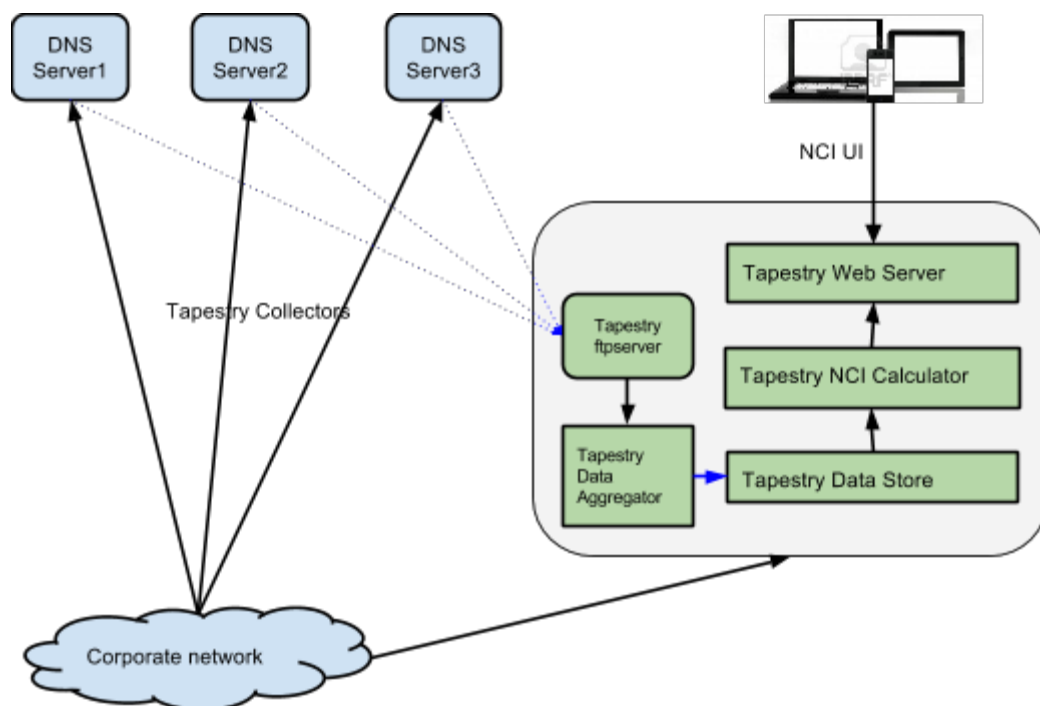 DNS
Server1
DNS
Server2
DNS
Server3
NCI UI
Tapestry Web Server
Tapestry Collectors
Tapestry
ftpserver
Tapestry NCI Calculator
Tapestry
Data
Aggregator
Tapestry Data Store
Corporate network